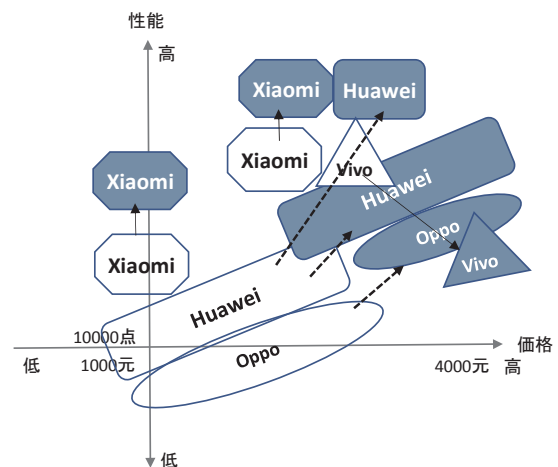 性能
高
Xiaomi
Huawei
Xiaomi
Vivo
Xiaomi
Huawei
Oppo
Xiaomi
Vivo
Huawei
10000点
Oppo
価格
低
1000元
4000元
高
低